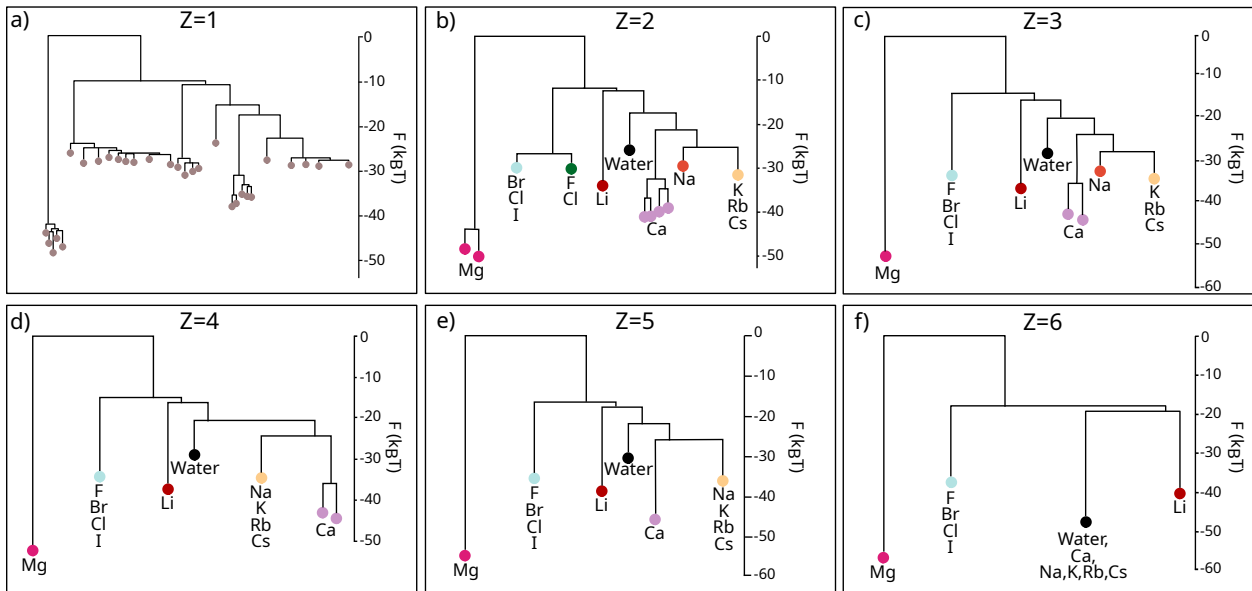 a)
Z=1
0
-10
-20
-30
-40
-50
F (kBT)
b)
Z=2
0
-10
-20
-30
-40
-50
F (kBT)
Br
Cl
I
F
Cl
Li
Water
Ca
Na
K
Rb
Cs
Mg
c)
Z=3
0
-10
-20
-30
-40
-50
-60
F (kBT)
F
Br
Cl
I
Li
Water
Ca
Na
K
Rb
Cs
Mg
d)
Z=4
0
-10
-20
-30
-40
-50
F (kBT)
F
Br
Cl
I
Li
Water
Na
K
Rb
Cs
Ca
Mg
e)
Z=5
0
-10
-20
-30
-40
-50
-60
F (kBT)
F
Br
Cl
I
Li
Water
Ca
Na
K
Rb
Cs
Mg
f)
Z=6
0
-10
-20
-30
-40
-50
-60
F (kBT)
F
Br
Cl
I
Water,
Ca,
Na,K,Rb,Cs
Li
Mg